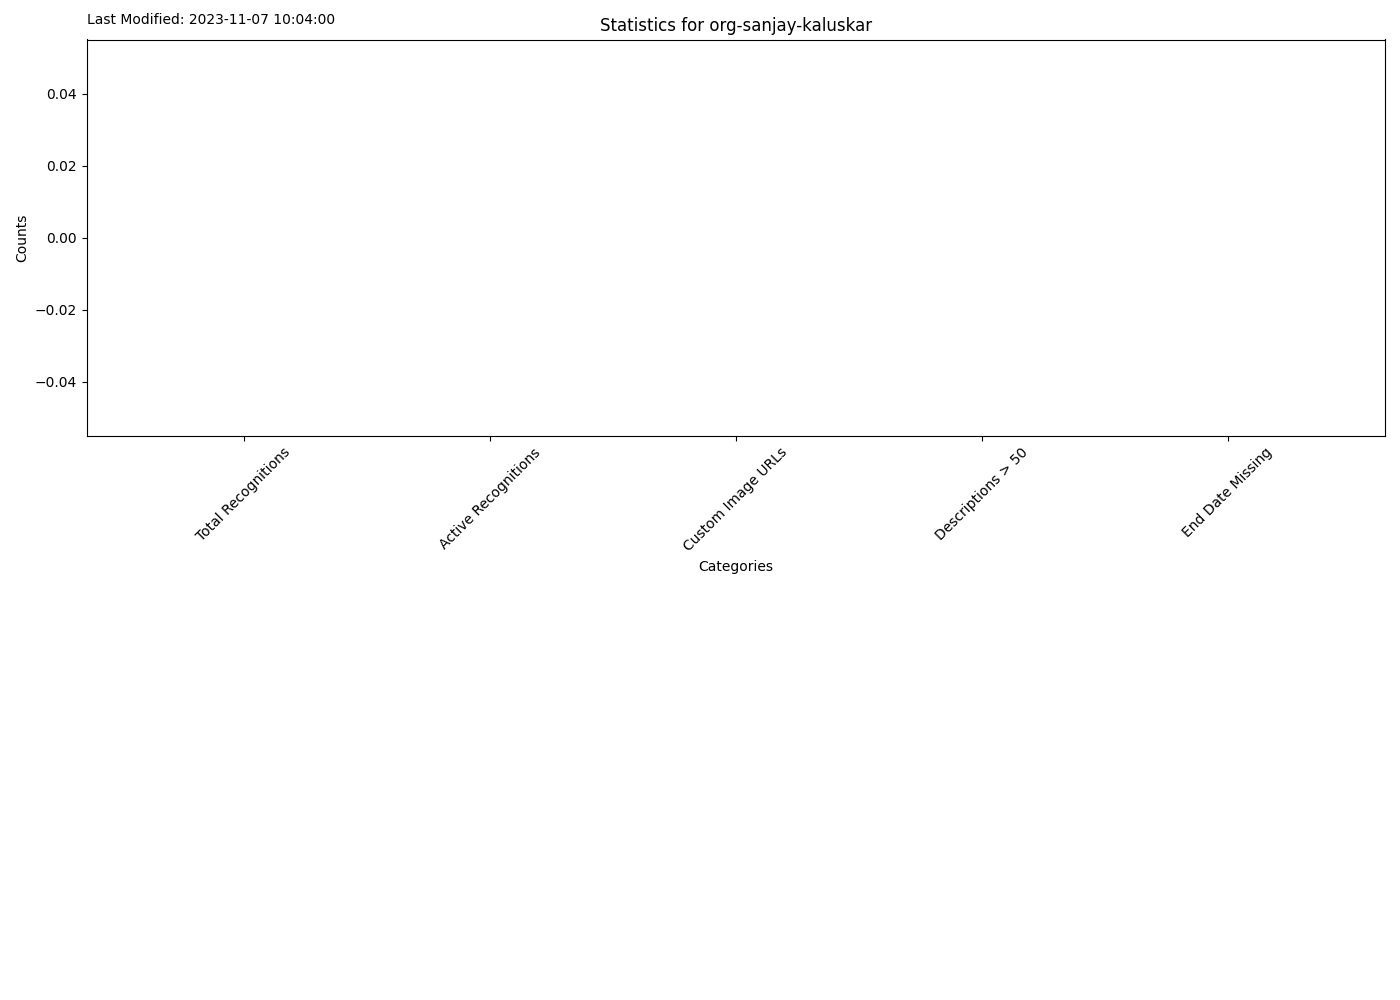 Last Modified: 2023-11-07 10:04:00
Statistics for org-sanjay-kaluskar
0.04
0.02
0.00
−0.02
−0.04
Counts
Total Recognitions
Active Recognitions
Custom Image URLs
Descriptions > 50
End Date Missing
Categories